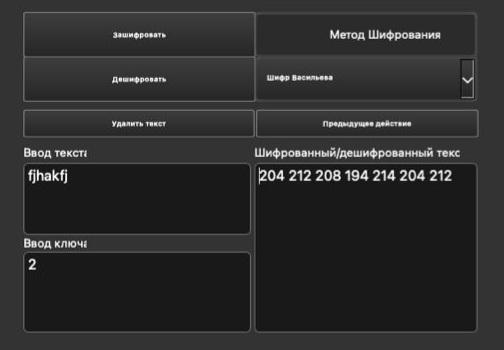 Зашифровать
Метод Шифрования
Дешифровать
Шифр Васильева
Удалить текст
Предыдущее действие
Ввод текста
Шифрованный/дешифрованный текс
fjhakfj
204 212 208 194 214 204 212
Ввод ключа
2